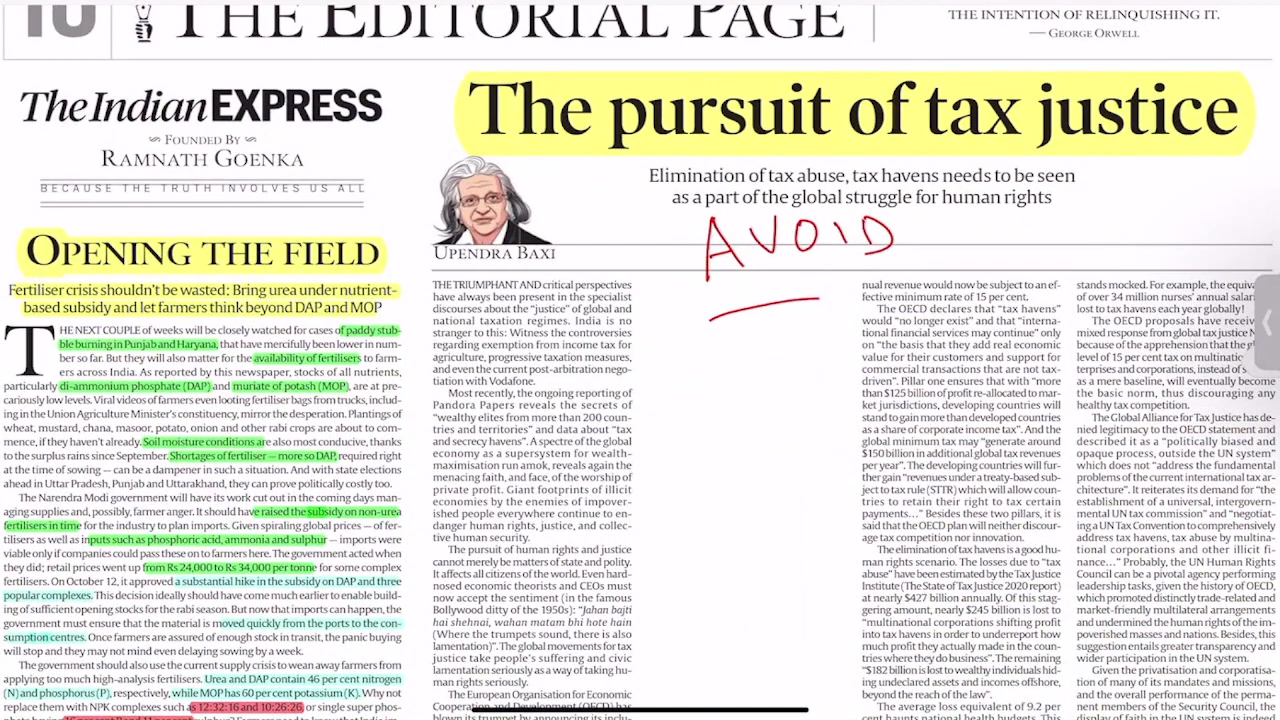 10
THE EDITORIAL PAGE
THE INTENTION OF RELINQUISHING IT.
— GEORGE ORWELL
The Indian EXPRESS
FOUNDED BY
RAMNATH GOENKA
BECAUSE THE TRUTH INVOLVES US ALL
OPENING THE FIELD
Fertiliser crisis shouldn't be wasted: Bring urea under nutrient-
based subsidy and let farmers think beyond DAP and MOP
THE NEXT COUPLE of weeks will be closely watched for cases of paddy stub-
ble burning in Punjab and Haryana, that have mercifully been lower in num-
ber so far. But they will also matter for the availability of fertilisers to farm-
ers across India. As reported by this newspaper, stocks of all nutrients,
particularly di-ammonium phosphate (DAP) and muriate of potash (MOP), are at pre-
cariously low levels. Viral videos of farmers even looting fertiliser bags from trucks, includ-
ing in the Union Agriculture Minister's constituency, mirror the desperation. Plantings of
wheat, mustard, chana, masoor, potato, onion and other rabi crops are about to com-
mence, if they haven't already. Soil moisture conditions are also most conducive, thanks
to the surplus rains since September. Shortages of fertiliser — more so DAP, required right
at the time of sowing — can be a dampener in such a situation. And with state elections
ahead in Uttar Pradesh, Punjab and Uttarakhand, they can prove politically costly too.
The Narendra Modi government will have its work cut out in the coming days man-
aging supplies and, possibly, farmer anger. It should have raised the subsidy on non-urea
fertilisers in time for the industry to plan imports. Given spiraling global prices — of fer-
tilisers as well as inputs such as phosphoric acid, ammonia and sulphur — imports were
viable only if companies could pass these on to farmers here. The government acted when
they did; retail prices went up from Rs 24,000 to Rs 34,000 per tonne for some complex
fertilisers. On October 12, it approved a substantial hike in the subsidy on DAP and three
popular complexes. This decision ideally should have come much earlier to enable build-
ing of sufficient opening stocks for the rabi season. But now that imports can happen, the
government must ensure that the material is moved quickly from the ports to the con-
sumption centres. Once farmers are assured of enough stock in transit, the panic buying
will stop and they may not mind even delaying sowing by a week.
The government should also use the current supply crisis to wean away farmers from
applying too much high-analysis fertilisers. Urea and DAP contain 46 per cent nitrogen
(N) and phosphorus (P), respectively, while MOP has 60 per cent potassium (K). Why not
replace them with NPK complexes such as 12:32:16 and 10:26:26 or single super phos-
The pursuit of tax justice
Elimination of tax abuse, tax havens needs to be seen
as a part of the global struggle for human rights
AVOID
UPENDRA BAXI
THE TRIUMPHANT AND critical perspectives
have always been present in the specialist
discourses about the "justice" of global and
national taxation regimes. India is no
stranger to this: Witness the controversies
regarding exemption from income tax for
agriculture, progressive taxation measures,
and even the current post-arbitration nego-
tiation with Vodafone.
Most recently, the ongoing reporting of
Pandora Papers reveals the secrets of
"wealthy elites from more than 200 coun-
tries and territories" and data about "tax
and secrecy havens". A spectre of the global
economy as a supersystem for wealth-
maximisation run amok, reveals again the
menacing faith, and face, of the worship of
private profit. Giant footprints of illicit
economies by the enemies of impover-
ished people everywhere continue to en-
danger human rights, justice, and collec-
tive human security.
The pursuit of human rights and justice
cannot merely be matters of state and policy.
It affects all citizens of the world. Even hard-
nosed economic theorists and CEOs must
now accept the sentiment (in the famous
Bollywood ditty of the 1950s): "Jahan bajti
hai shehnai, wahan matam bhi hote hain
(Where the trumpets sound, there is also
lamentation)". The global movements for tax
justice take people's suffering and civic
lamentation seriously as a way of taking hu-
man rights seriously.
The European Organisation for Economic
Cooperation and Development (OECD) has
blown its trumpet by announcing its inclu-
nual revenue would now be subject to an ef-
fective minimum rate of 15 per cent.
The OECD declares that "tax havens"
would "no longer exist" and that "interna-
tional financial services may continue" only
on "the basis that they add real economic
value for their customers and support for
commercial transactions that are not tax-
driven". Pillar one ensures that with "more
than $125 billion of profit re-allocated to mar-
ket jurisdictions, developing countries will
stand to gain more than developed countries
as a share of corporate income tax". And the
global minimum tax may "generate around
$150 billion in additional global tax revenues
per year". The developing countries will fur-
ther gain "revenues under a treaty-based sub-
ject to tax rule (STTR) which will allow coun-
tries to retain their right to tax certain
payments…" Besides these two pillars, it is
said that the OECD plan will neither discour-
age tax competition nor innovation.
The elimination of tax havens is a good hu-
man rights scenario. The losses due to "tax
abuse" have been estimated by the Tax Justice
Institute (The State of Tax Justice 2020 report)
at nearly $427 billion annually. Of this stag-
gering amount, nearly $245 billion is lost to
"multinational corporations shifting profit
into tax havens in order to underreport how
much profit they actually made in the
countries where they do business". The remaining
"$182 billion is lost to wealthy individuals hid-
ing undeclared assets and incomes offshore,
beyond the reach of the law".
The average loss equivalent of 9.2 per
cent haunts national health budgets. This
stands mocked. For example, the equiva
of over 34 million nurses' annual salar
lost to tax havens each year globally!
The OECD proposals have receiv
mixed response from global tax justice
because of the apprehension that the
level of 15 per cent tax on multinatio
terprises and corporations, instead of s
as a mere baseline, will eventually become
the basic norm, thus discouraging any
healthy tax competition.
The Global Alliance for Tax Justice has de-
nied legitimacy to the OECD statement and
described it as a "politically biased and
opaque process, outside the UN system"
which does not "address the fundamental
problems of the current international tax ar-
chitecture". It reiterates its demand for "the
establishment of a universal, intergovern-
mental UN tax commission" and "negotiat-
ing a UN Tax Convention to comprehensively
address tax havens, tax abuse by multina-
tional corporations and other illicit fi-
nance…" Probably, the UN Human Rights
Council can be a pivotal agency performing
leadership tasks, given the history of OECD,
which promoted distinctly trade-related and
market-friendly multilateral arrangements
and undermined the human rights of the im-
poverished masses and nations. Besides, this
suggestion entails greater transparency and
wider participation in the UN system.
Given the privatisation and corporatisa-
tion of many of its mandates and missions,
and the overall performance of the perma-
nent members of the Security Council, the
display of faith in the UN system